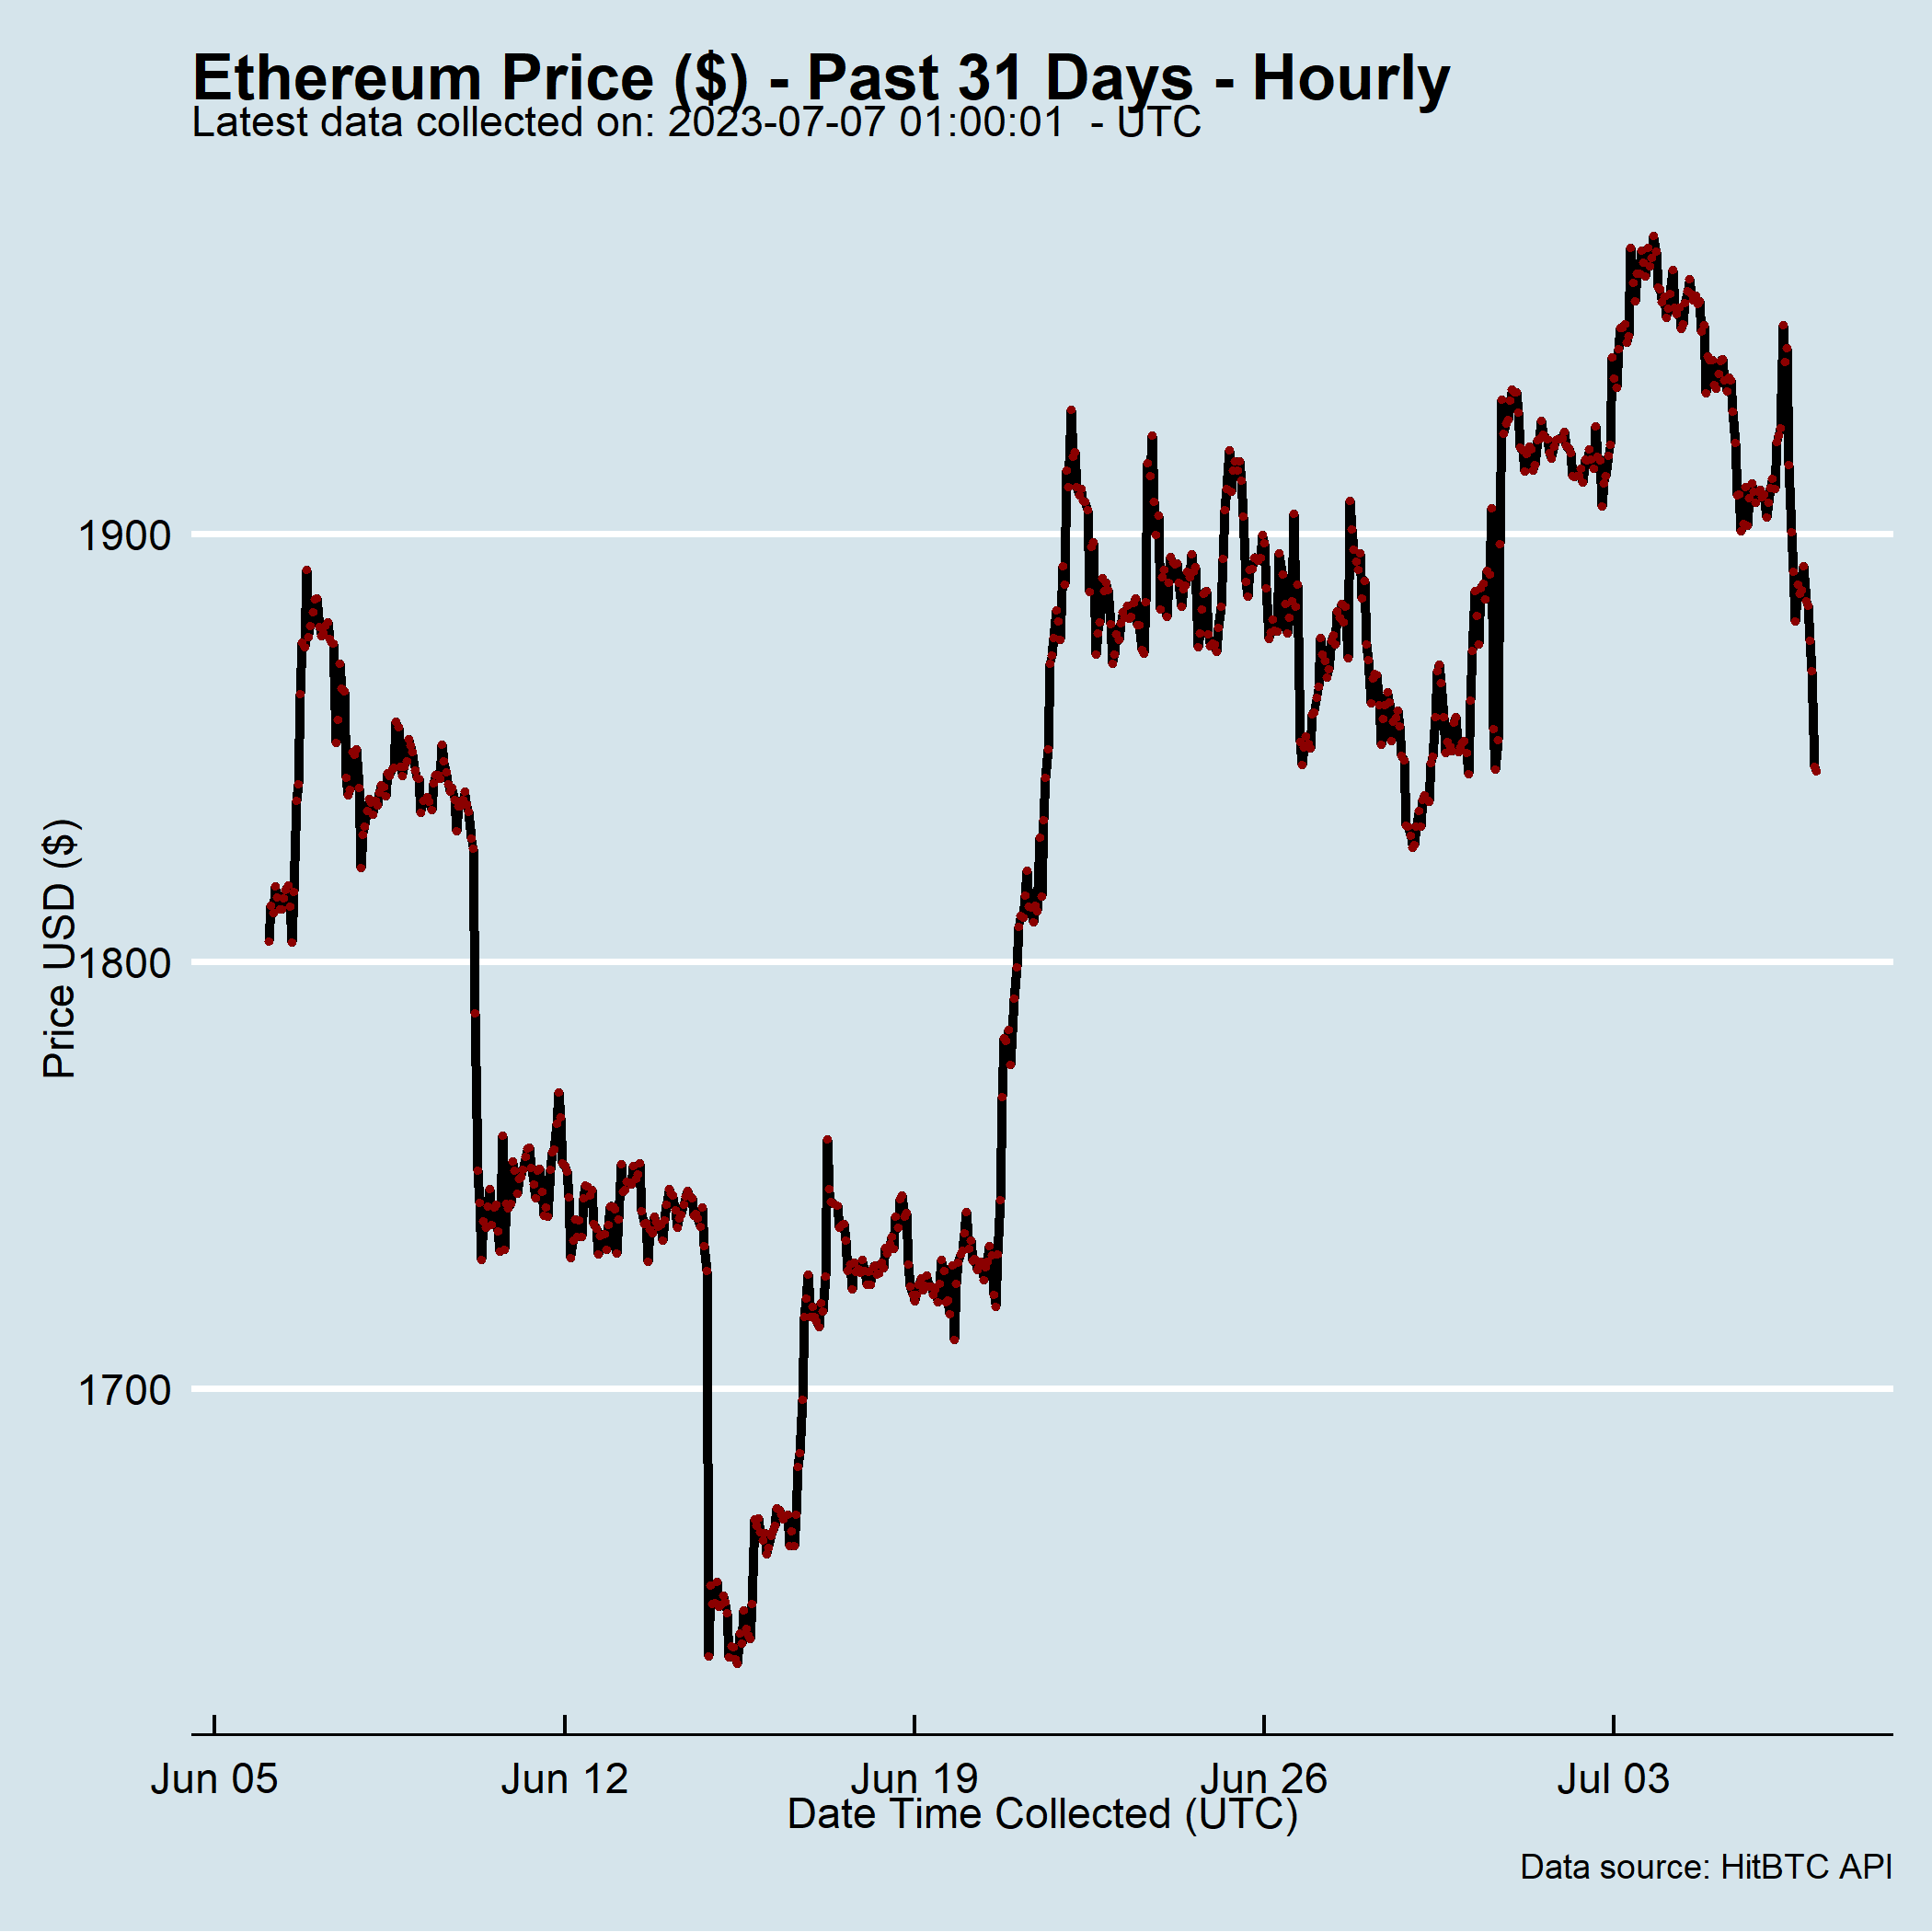 Ethereum Price ($) - Past 31 Days - Hourly
Latest data collected on: 2023-07-07 01:00:01  - UTC
Price USD ($)
1900
1800
1700
Jun 05
Jun 12
Jun 19
Jun 26
Jul 03
Date Time Collected (UTC)
Data source: HitBTC API